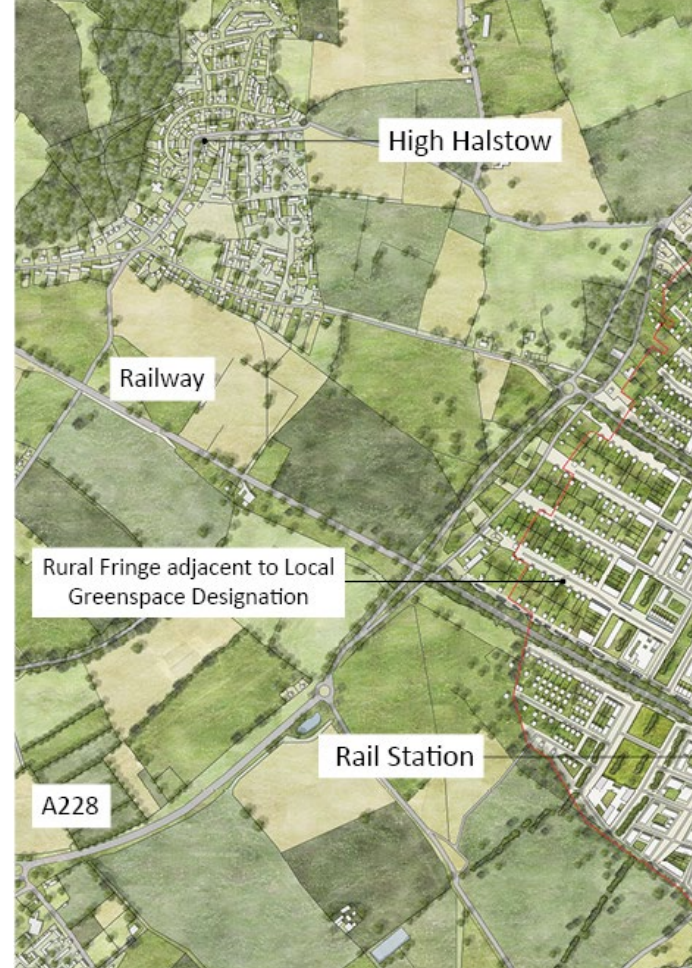 High Halstow
Railway
Rural Fringe adjacent to Local
Greenspace Designation
Rail Station
A228